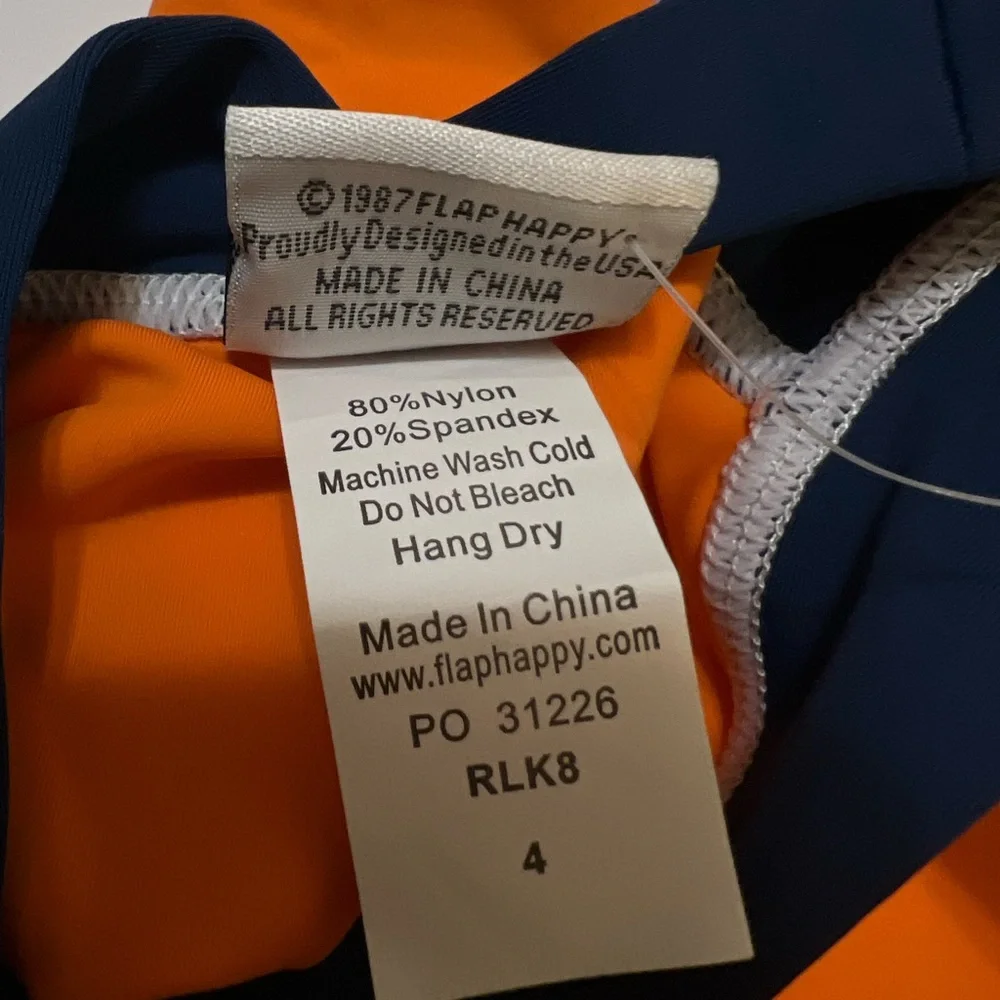 © 1987 FLAP HAPPY®
Proudly Designed in the USA
MADE IN CHINA
ALL RIGHTS RESERVED
80%Nylon
20%Spandex
Machine Wash Cold
Do Not Bleach
Hang Dry
Made In China
www.flaphappy.com
PO 31226
RLK8
4